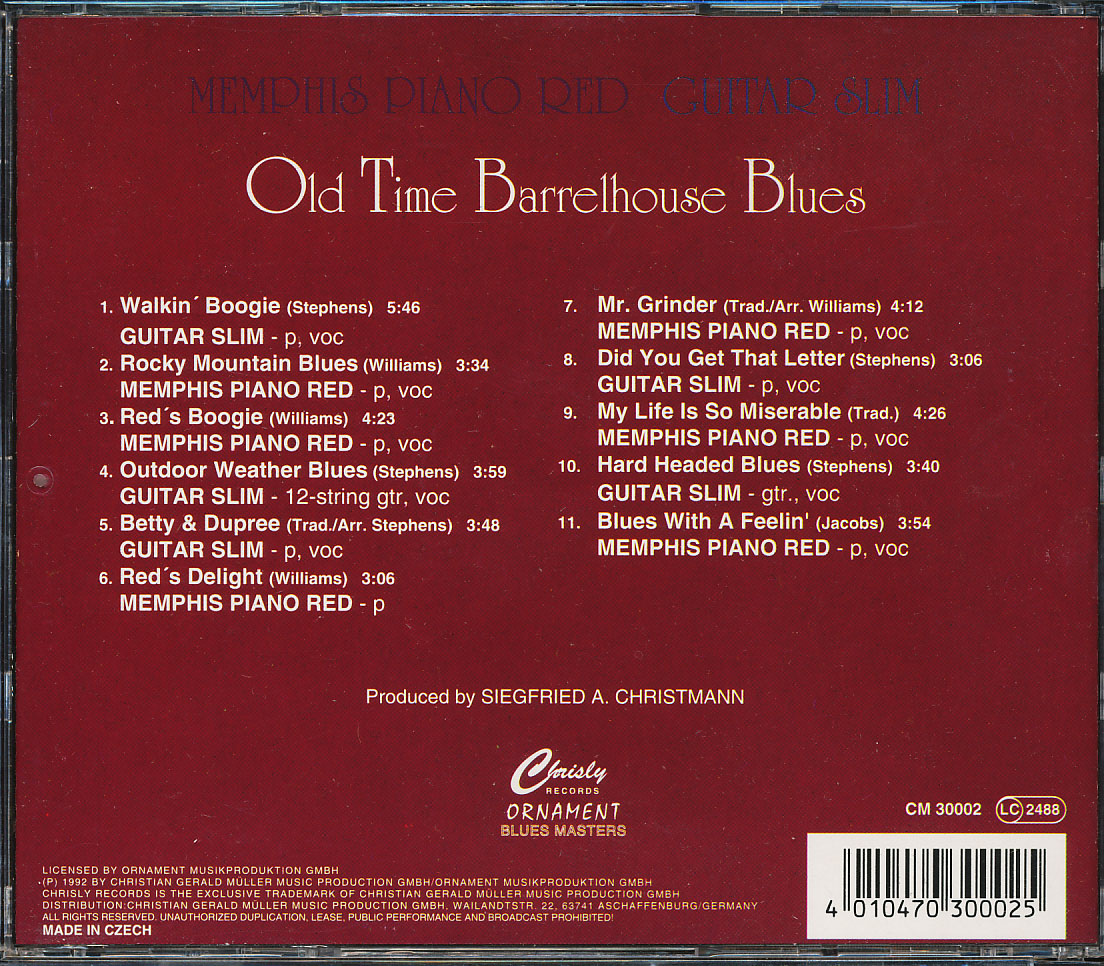 MEMPHIS PIANO RED GUITAR SLIM
Old Time Barrelhouse Blues
1. Walkin´ Boogie (Stephens) 5:46
GUITAR SLIM - p, voc
2. Rocky Mountain Blues (Williams) 3:34
MEMPHIS PIANO RED - p, voc
3. Red´s Boogie (Williams) 4:23
MEMPHIS PIANO RED - p, voc
4. Outdoor Weather Blues (Stephens) 3:59
GUITAR SLIM - 12-string gtr, voc
5. Betty & Dupree (Trad./Arr. Stephens) 3:48
GUITAR SLIM - p, voc
6. Red´s Delight (Williams) 3:06
MEMPHIS PIANO RED - p
7. Mr. Grinder (Trad./Arr. Williams) 4:12
MEMPHIS PIANO RED - p, voc
8. Did You Get That Letter (Stephens) 3:06
GUITAR SLIM - p, voc
9. My Life Is So Miserable (Trad.) 4:26
MEMPHIS PIANO RED - p, voc
10. Hard Headed Blues (Stephens) 3:40
GUITAR SLIM - gtr., voc
11. Blues With A Feelin' (Jacobs) 3:54
MEMPHIS PIANO RED - p, voc
Produced by SIEGFRIED A. CHRISTMANN
Chrisly
RECORDS
ORNAMENT
BLUES MASTERS
CM 30002 LC 2488
LICENSED BY ORNAMENT MUSIKPRODUKTION GMBH
(P) 1992 BY CHRISTIAN GERALD MÜLLER MUSIC PRODUCTION GMBH/ORNAMENT MUSIKPRODUKTION GMBH
CHRISLY RECORDS IS THE EXCLUSIVE TRADEMARK OF CHRISTIAN GERALD MÜLLER MUSIC PRODUCTION GMBH
DISTRIBUTION:CHRISTIAN GERALD MÜLLER MUSIC PRODUCTION GMBH, WAILANDTSTR. 22, 63741 ASCHAFFENBURG/GERMANY
ALL RIGHTS RESERVED. UNAUTHORIZED DUPLICATION, LEASE, PUBLIC PERFORMANCE AND BROADCAST PROHIBITED!
MADE IN CZECH
4 010470 300025